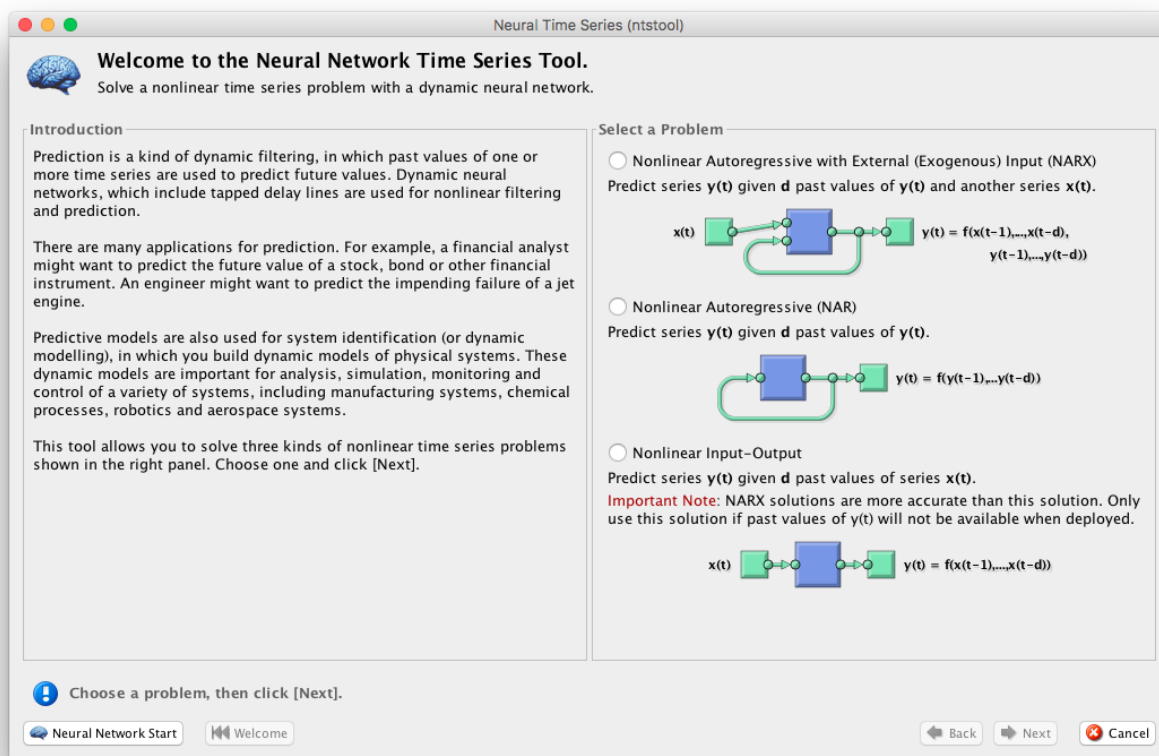 Neural Time Series (ntstool)
Welcome to the Neural Network Time Series Tool.
Solve a nonlinear time series problem with a dynamic neural network.
Introduction
Prediction is a kind of dynamic filtering, in which past values of one or
more time series are used to predict future values. Dynamic neural
networks, which include tapped delay lines are used for nonlinear filtering
and prediction.
There are many applications for prediction. For example, a financial analyst
might want to predict the future value of a stock, bond or other financial
instrument. An engineer might want to predict the impending failure of a jet
engine.
Predictive models are also used for system identification (or dynamic
modelling), in which you build dynamic models of physical systems. These
dynamic models are important for analysis, simulation, monitoring and
control of a variety of systems, including manufacturing systems, chemical
processes, robotics and aerospace systems.
This tool allows you to solve three kinds of nonlinear time series problems
shown in the right panel. Choose one and click [Next].
Select a Problem
Nonlinear Autoregressive with External (Exogenous) Input (NARX)
Predict series y(t) given d past values of y(t) and another series x(t).
x(t) y(t) = f(x(t-1),...,x(t-d),
y(t-1),...,y(t-d))
Nonlinear Autoregressive (NAR)
Predict series y(t) given d past values of y(t).
y(t) = f(y(t-1),...y(t-d))
Nonlinear Input-Output
Predict series y(t) given d past values of series x(t).
Important Note: NARX solutions are more accurate than this solution. Only
use this solution if past values of y(t) will not be available when deployed.
x(t) y(t) = f(x(t-1),...,x(t-d))
Choose a problem, then click [Next].
Neural Network Start Welcome Back Next Cancel